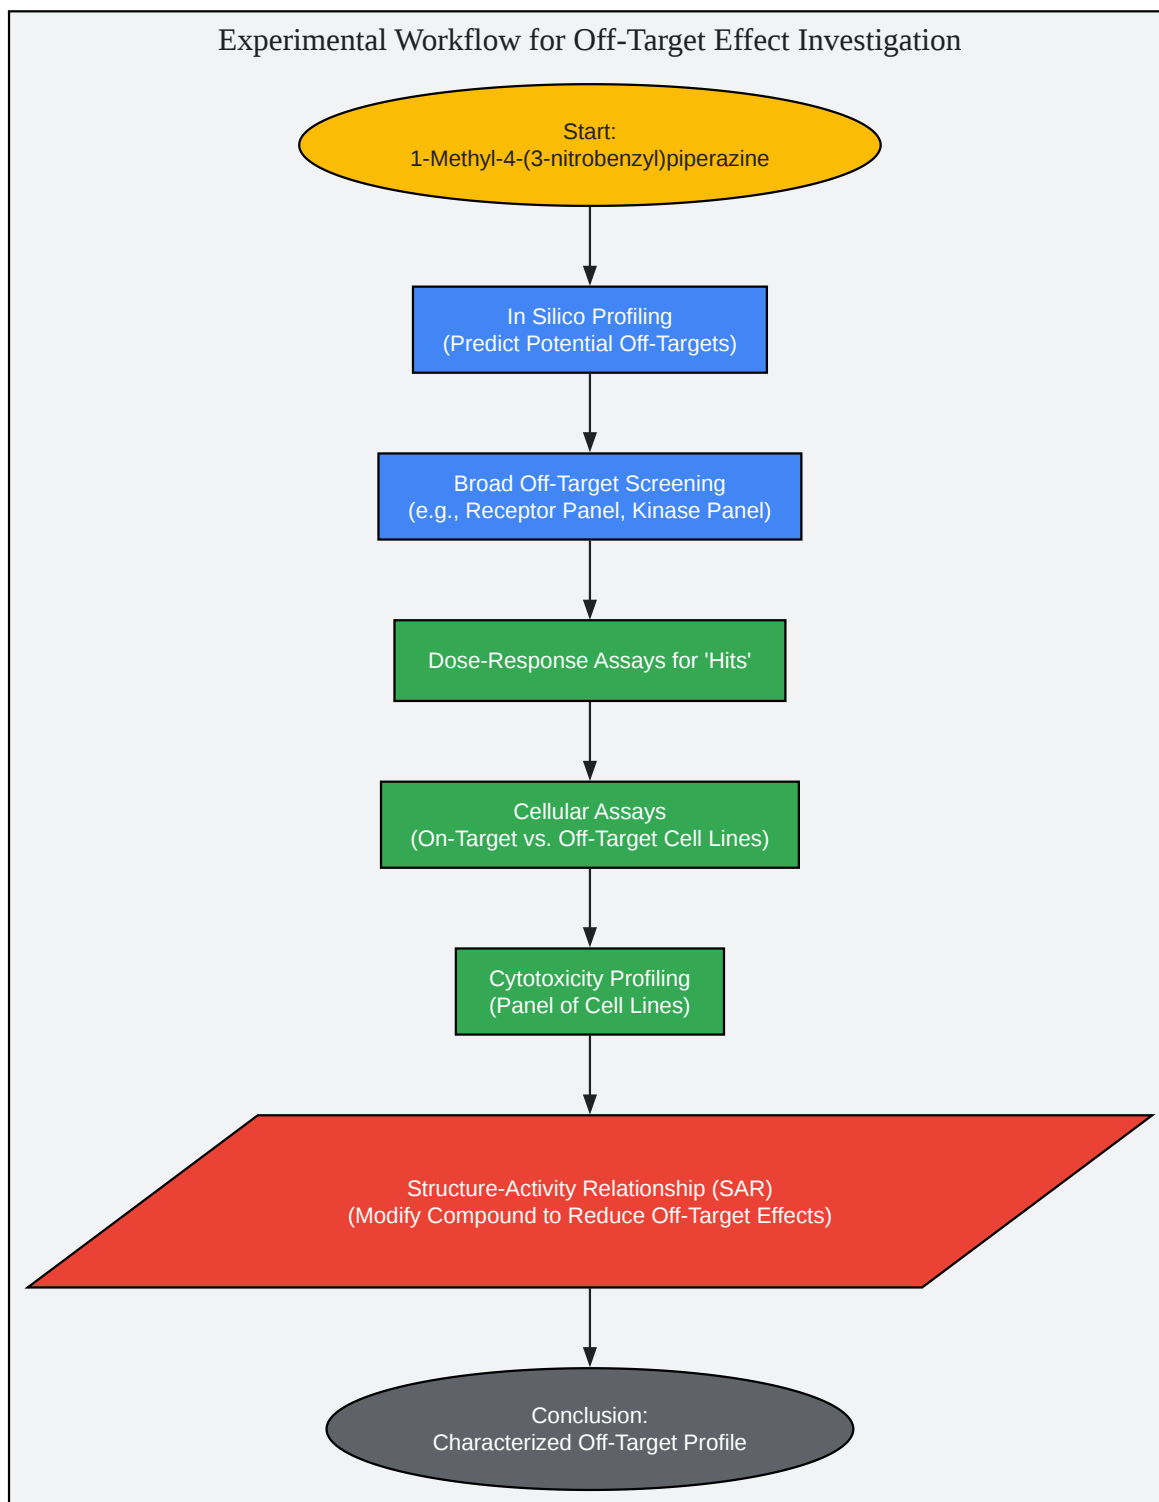 Experimental Workflow for Off-Target Effect Investigation
Start:
1-Methyl-4-(3-nitrobenzyl)piperazine
In Silico Profiling
(Predict Potential Off-Targets)
Broad Off-Target Screening
(e.g., Receptor Panel, Kinase Panel)
Dose-Response Assays for 'Hits'
Cellular Assays
(On-Target vs. Off-Target Cell Lines)
Cytotoxicity Profiling
(Panel of Cell Lines)
Structure-Activity Relationship (SAR)
(Modify Compound to Reduce Off-Target Effects)
Conclusion:
Characterized Off-Target Profile